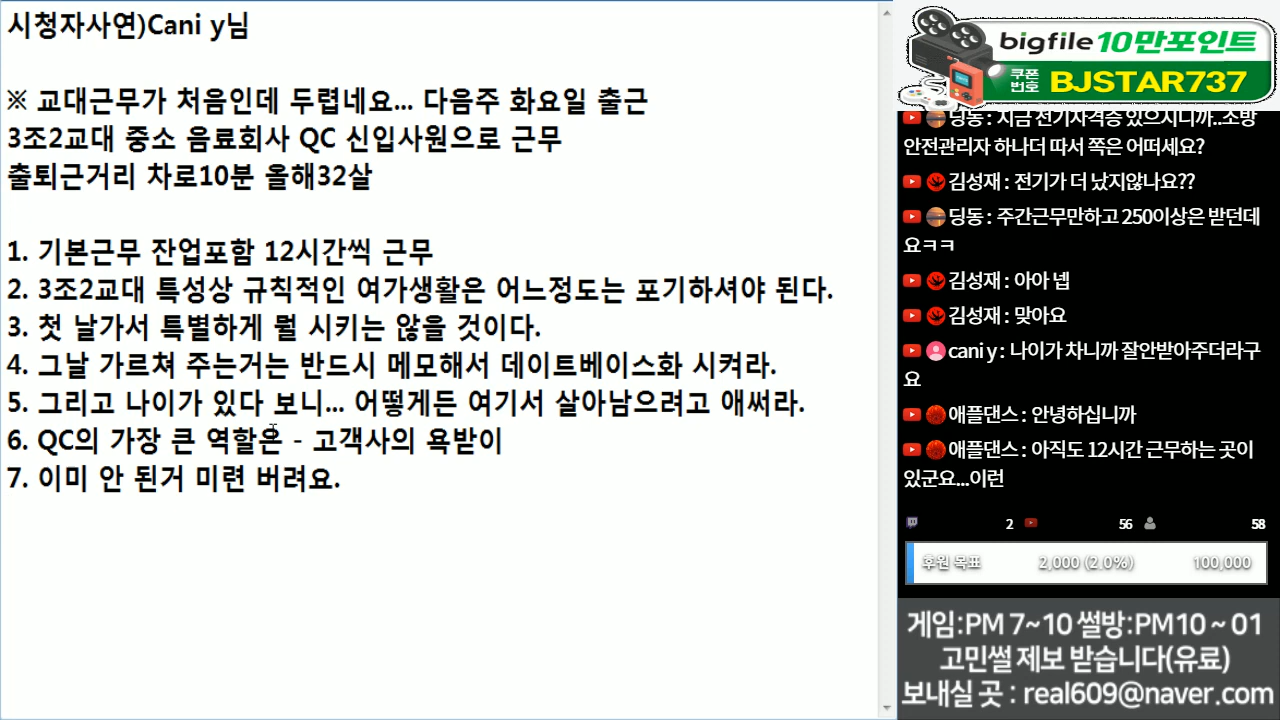 시청자사연)Cani y님
※ 교대근무가 처음인데 두렵네요... 다음주 화요일 출근
3조2교대 중소 음료회사 QC 신입사원으로 근무
출퇴근거리 차로10분 올해32살
1. 기본근무 잔업포함 12시간씩 근무
2. 3조2교대 특성상 규칙적인 여가생활은 어느정도는 포기하셔야 된다.
3. 첫 날가서 특별하게 뭘 시키는 않을 것이다.
4. 그날 가르쳐 주는거는 반드시 메모해서 데이트베이스화 시켜라.
5. 그리고 나이가 있다 보니... 어떻게든 여기서 살아남으려고 애써라.
6. QC의 가장 큰 역할은 - 고객사의 욕받이
7. 이미 안 된거 미련 버려요.
bigfile 10만포인트
쿠폰번호 BJSTAR737
딩동 : 지금 전기자격증 있으시니까..소방
안전관리자 하나더 따서 쪽은 어떠세요?
김성재 : 전기가 더 났지않나요??
딩동 : 주간근무만하고 250이상은 받던데
요ㅋㅋ
김성재 : 아아 넵
김성재 : 맞아요
cani y : 나이가 차니까 잘안받아주더라구
요
애플댄스 : 안녕하십니까
애플댄스 : 아직도 12시간 근무하는 곳이
있군요...이런
2 56 58
후원 목표 2,000 (2.0%) 100,000
게임:PM 7~10 썰방:PM10 ~ 01
고민썰 제보 받습니다(유료)
보내실 곳 : real609@naver.com